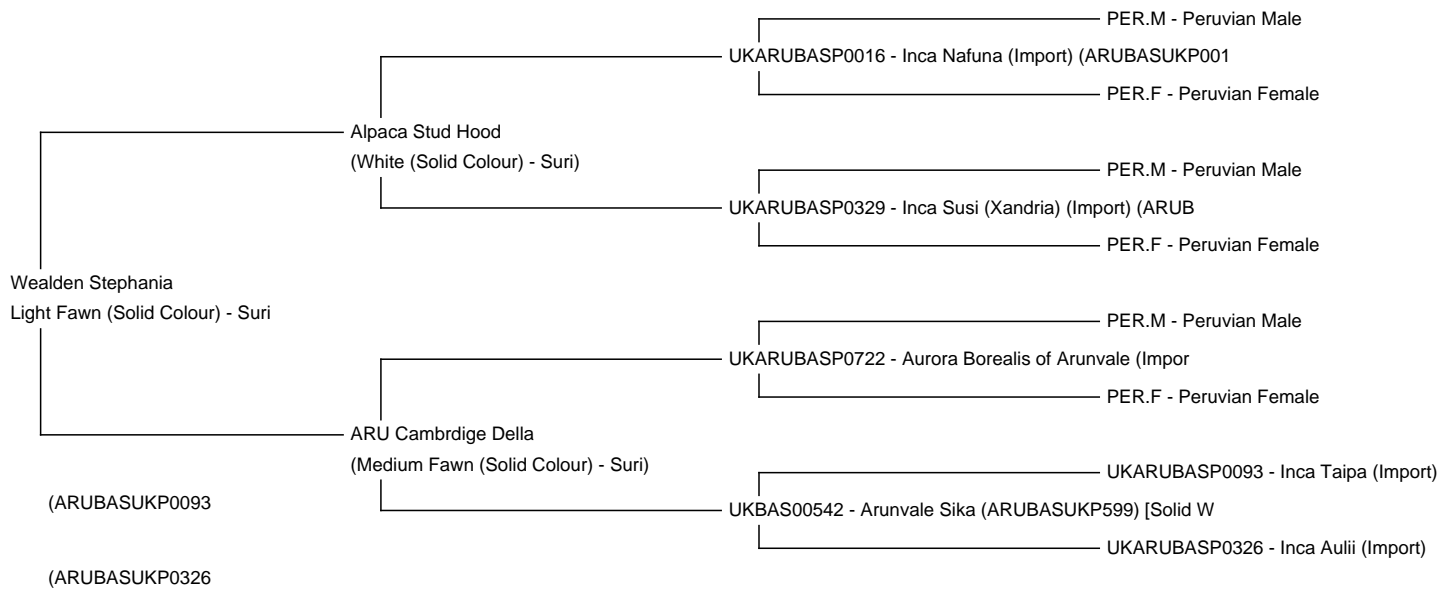 PER.M - Peruvian Male
UKARUBASP0016 - Inca Nafuna (Import) (ARUBASUKP001
PER.F - Peruvian Female
Alpaca Stud Hood
(White (Solid Colour) - Suri)
PER.M - Peruvian Male
UKARUBASP0329 - Inca Susi (Xandria) (Import) (ARUB
PER.F - Peruvian Female
Wealden Stephania
Light Fawn (Solid Colour) - Suri
PER.M - Peruvian Male
UKARUBASP0722 - Aurora Borealis of Arunvale (Impor
PER.F - Peruvian Female
ARU Cambrdige Della
(Medium Fawn (Solid Colour) - Suri)
UKARUBASP0093 - Inca Taipa (Import)
(ARUBASUKP0093
UKBAS00542 - Arunvale Sika (ARUBASUKP599) [Solid W
UKARUBASP0326 - Inca Aulii (Import)
(ARUBASUKP0326